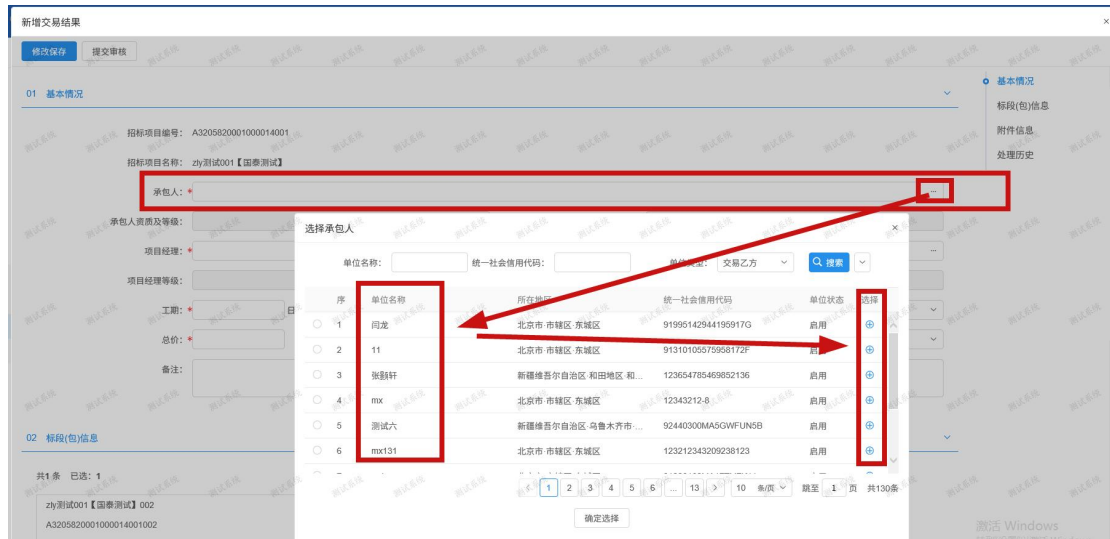 新增交易结果 ×
修改保存 提交审核
01 基本情况
基本情况
标段(包)信息
附件信息
处理历史
招标项目编号： A3205820001000014001
招标项目名称： zly测试001【国泰测试】
承包人： * ...
承包人资质及等级：
项目经理： * ...
项目经理等级：
工期： * 日
总价： *
备注：
选择承包人 ×
单位名称： 统一社会信用代码： 单位类型： 交易乙方 搜索
序 单位名称 所在地区 统一社会信用代码 单位状态 选择
1 闫龙 北京市·市辖区·东城区 91995142944195917G 启用
2 11 北京市·市辖区·东城区 91310105575958172F 启用
3 张颢轩 新疆维吾尔自治区·和田地区·和... 123654785469852136 启用
4 mx 北京市·市辖区·东城区 12343212-8 启用
5 测试六 新疆维吾尔自治区·乌鲁木齐市·... 92440300MA5GWFUN5B 启用
6 mx131 北京市·市辖区·东城区 123212343209238123 启用
< 1 2 3 4 5 6 ... 13 > 10 条/页 跳至 1 页 共130条
确定选择
02 标段(包)信息
共1条 已选：1
zly测试001【国泰测试】002
A3205820001000014001002
激活 Windows
测试系统